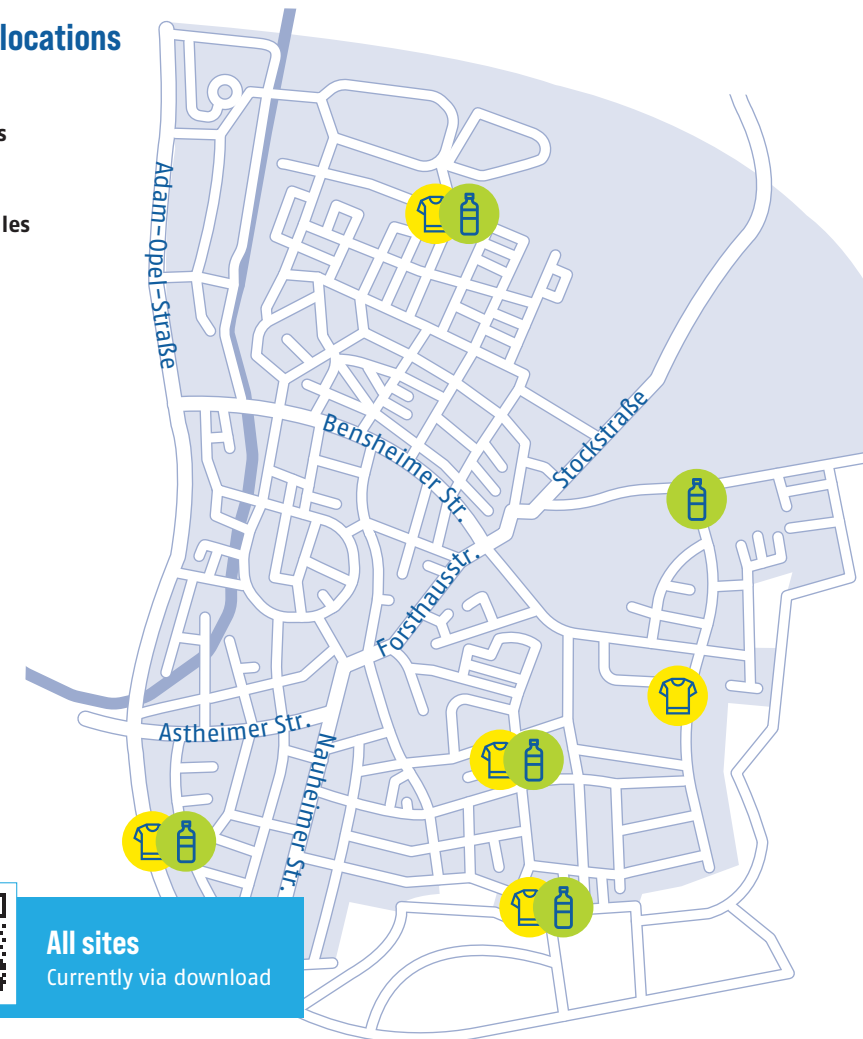 locations
s
les
Adam-Opel-Straße
Bensheimer Str.
Stockstraße
Forsthausstr.
Astheimer Str.
Nauheimer Str.
All sites
Currently via download